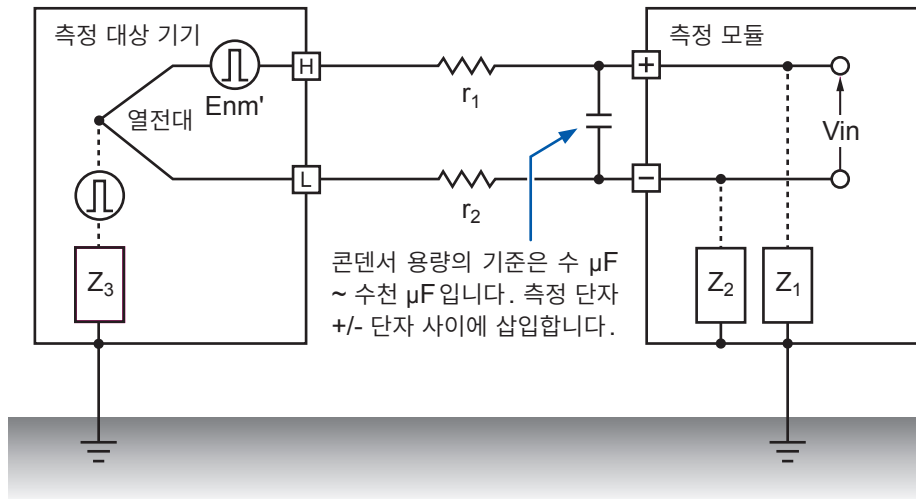 측정 대상 기기
측정 모듈
H
+
Enm'
r₁
열전대
Vin
L
−
r₂
콘덴서 용량의 기준은 수 µF
~ 수천 µF입니다. 측정 단자
+/- 단자 사이에 삽입합니다.
Z₃
Z₂
Z₁